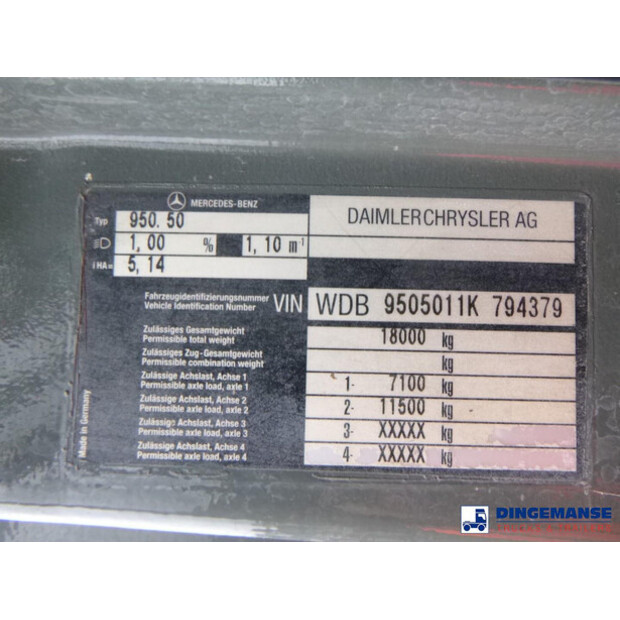 MERCEDES-BENZ
Typ 950.50
DAIMLERCHRYSLER AG
1,00 % 1,10 m-1
iHA= 5,14
Fahrzeugidentifizierungsnummer
Vehicle Identification Number
VIN WDB 9505011K 794379
Zulässiges Gesamtgewicht
Permissible total weight
18000 kg
Zulässiges Zug-Gesamtgewicht
Permissible combination weight
kg
Zulässige Achslast, Achse 1
Permissible axle load, axle 1
1- 7100 kg
Zulässige Achslast, Achse 2
Permissible axle load, axle 2
2- 11500 kg
Zulässige Achslast, Achse 3
Permissible axle load, axle 3
3- XXXXX kg
Zulässige Achslast, Achse 4
Permissible axle load, axle 4
4- XXXXX kg
Made in Germany
DINGEMANSE
TRUCKS & TRAILERS